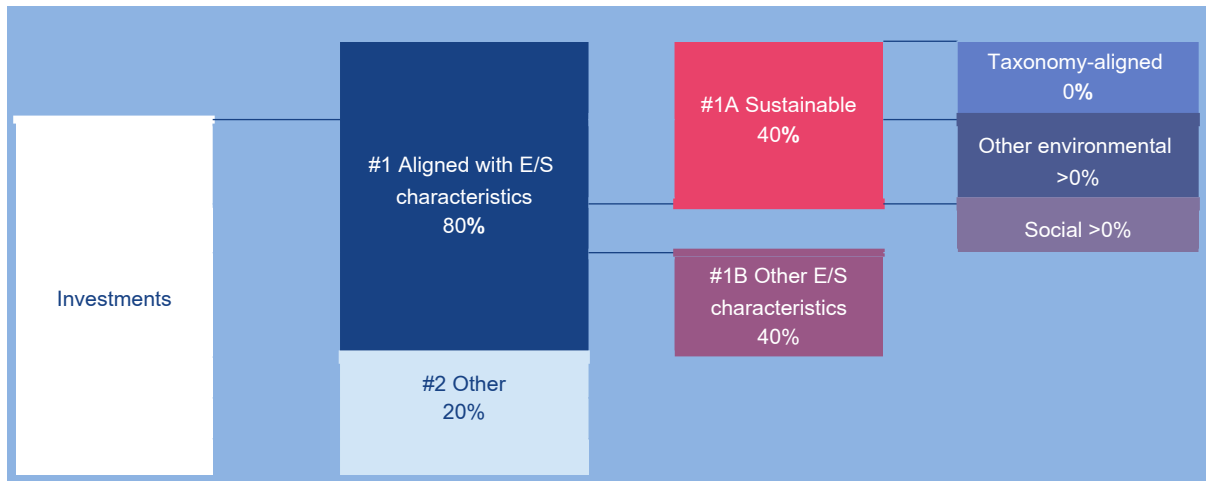 Investments
#1 Aligned with E/S
characteristics
80%
#2 Other
20%
#1A Sustainable
40%
#1B Other E/S
characteristics
40%
Taxonomy-aligned
0%
Other environmental
>0%
Social >0%